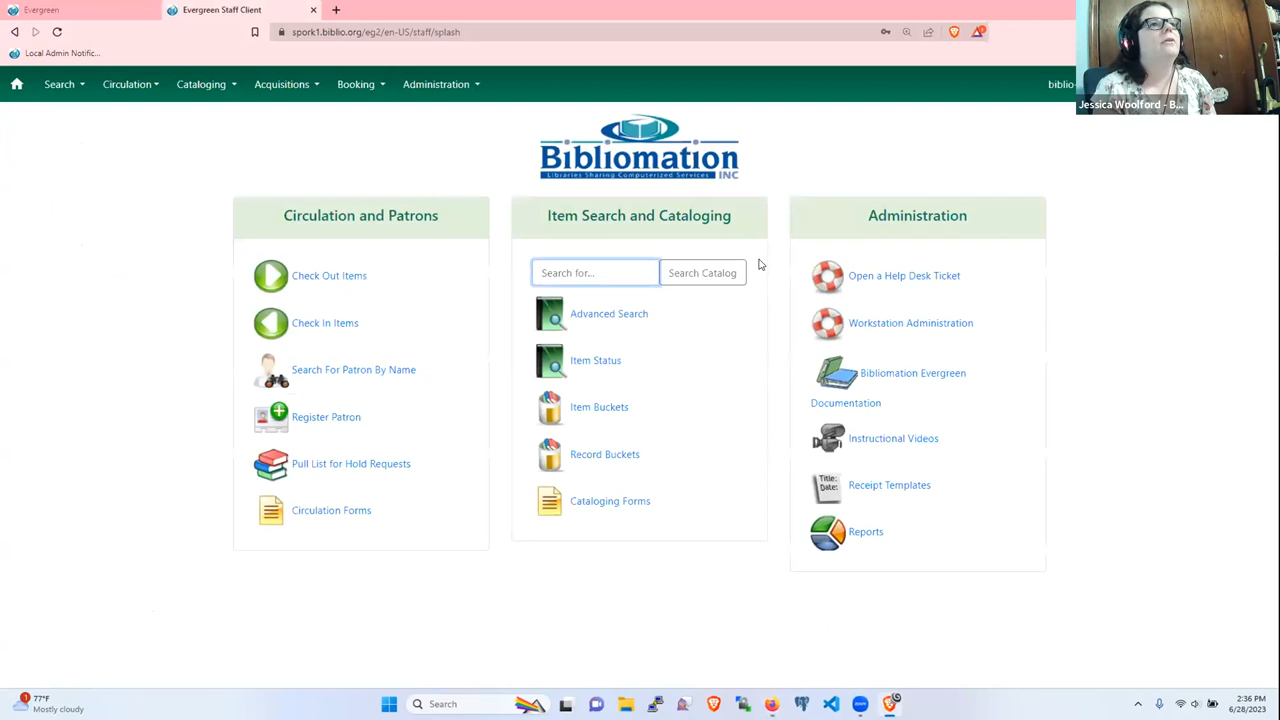 Evergreen
Evergreen Staff Client
spork1.biblio.org/eg2/en-US/staff/splash
Local Admin Notific...
Search
Circulation
Cataloging
Acquisitions
Booking
Administration
biblio-
Jessica Woolford - B...
Bibliomation
Libraries Sharing Computerized Services INC
Circulation and Patrons
Check Out Items
Check In Items
Search For Patron By Name
Register Patron
Pull List for Hold Requests
Circulation Forms
Item Search and Cataloging
Search for...
Search Catalog
Advanced Search
Item Status
Item Buckets
Record Buckets
Cataloging Forms
Administration
Open a Help Desk Ticket
Workstation Administration
Bibliomation Evergreen
Documentation
Instructional Videos
Title:
Date:
Receipt Templates
Reports
1
77°F
Mostly cloudy
Search
2:36 PM
6/28/2023